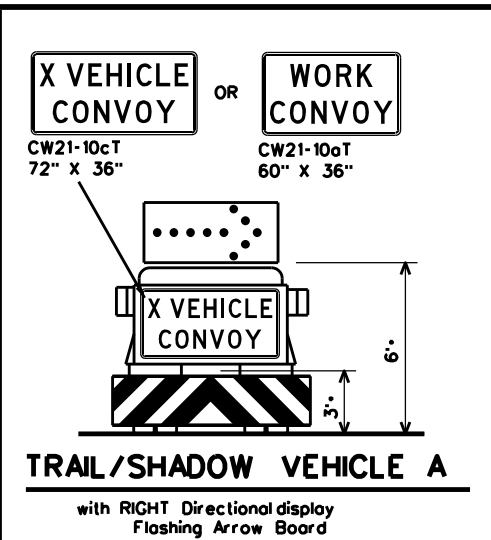 X VEHICLE
CONVOY
OR
WORK
CONVOY
CW21-10cT
72" X 36"
CW21-10aT
60" X 36"
X VEHICLE
CONVOY
6'•
3'•
TRAIL/SHADOW VEHICLE A
with RIGHT Directional display
Flashing Arrow Board